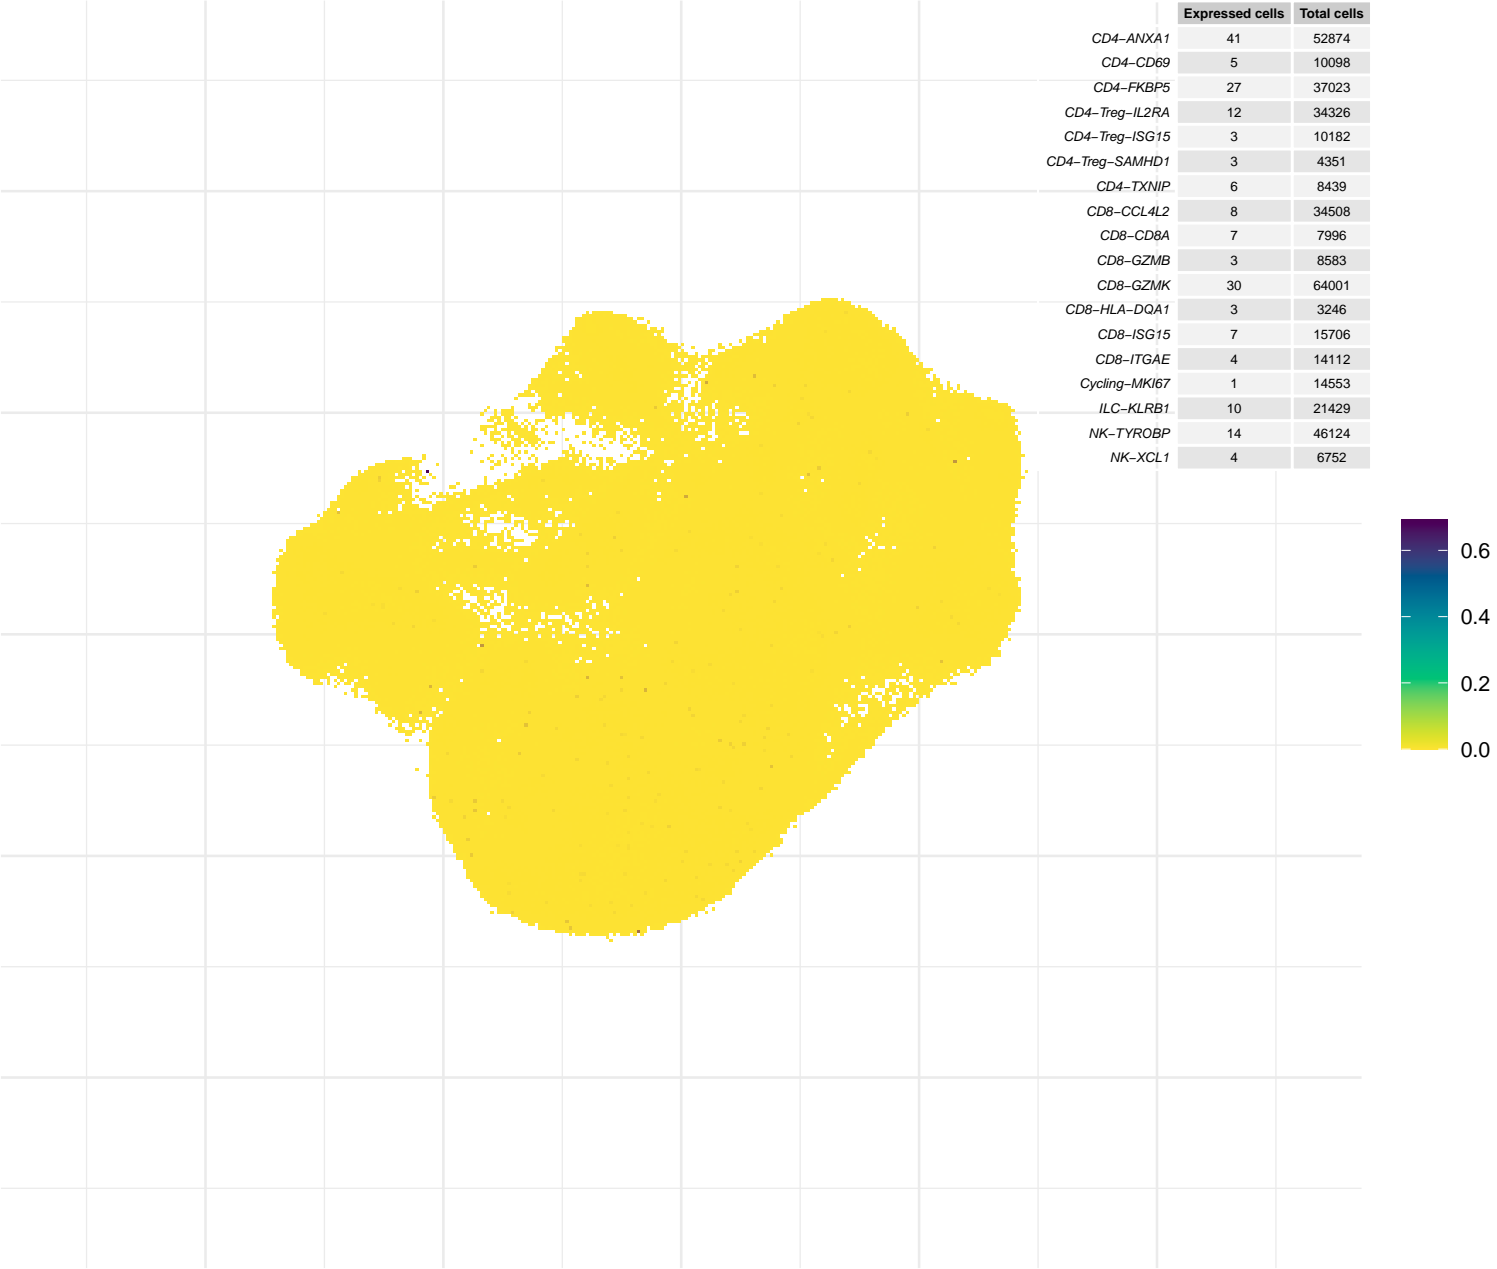 Expressed cells Total cells
CD4−ANXA1 41 52874
CD4−CD69 5 10098
CD4−FKBP5 27 37023
CD4−Treg−IL2RA 12 34326
CD4−Treg−ISG15 3 10182
CD4−Treg−SAMHD1 3 4351
CD4−TXNIP 6 8439
CD8−CCL4L2 8 34508
CD8−CD8A 7 7996
CD8−GZMB 3 8583
CD8−GZMK 30 64001
CD8−HLA−DQA1 3 3246
CD8−ISG15 7 15706
CD8−ITGAE 4 14112
Cycling−MKI67 1 14553
ILC−KLRB1 10 21429
NK−TYROBP 14 46124
NK−XCL1 4 6752
0.6
0.4
0.2
0.0